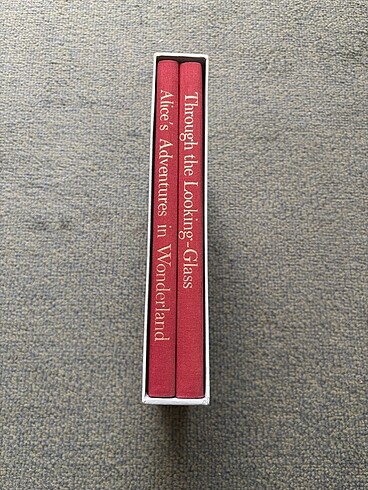 Alice's Adventures in Wonderland
Through the Looking-Glass